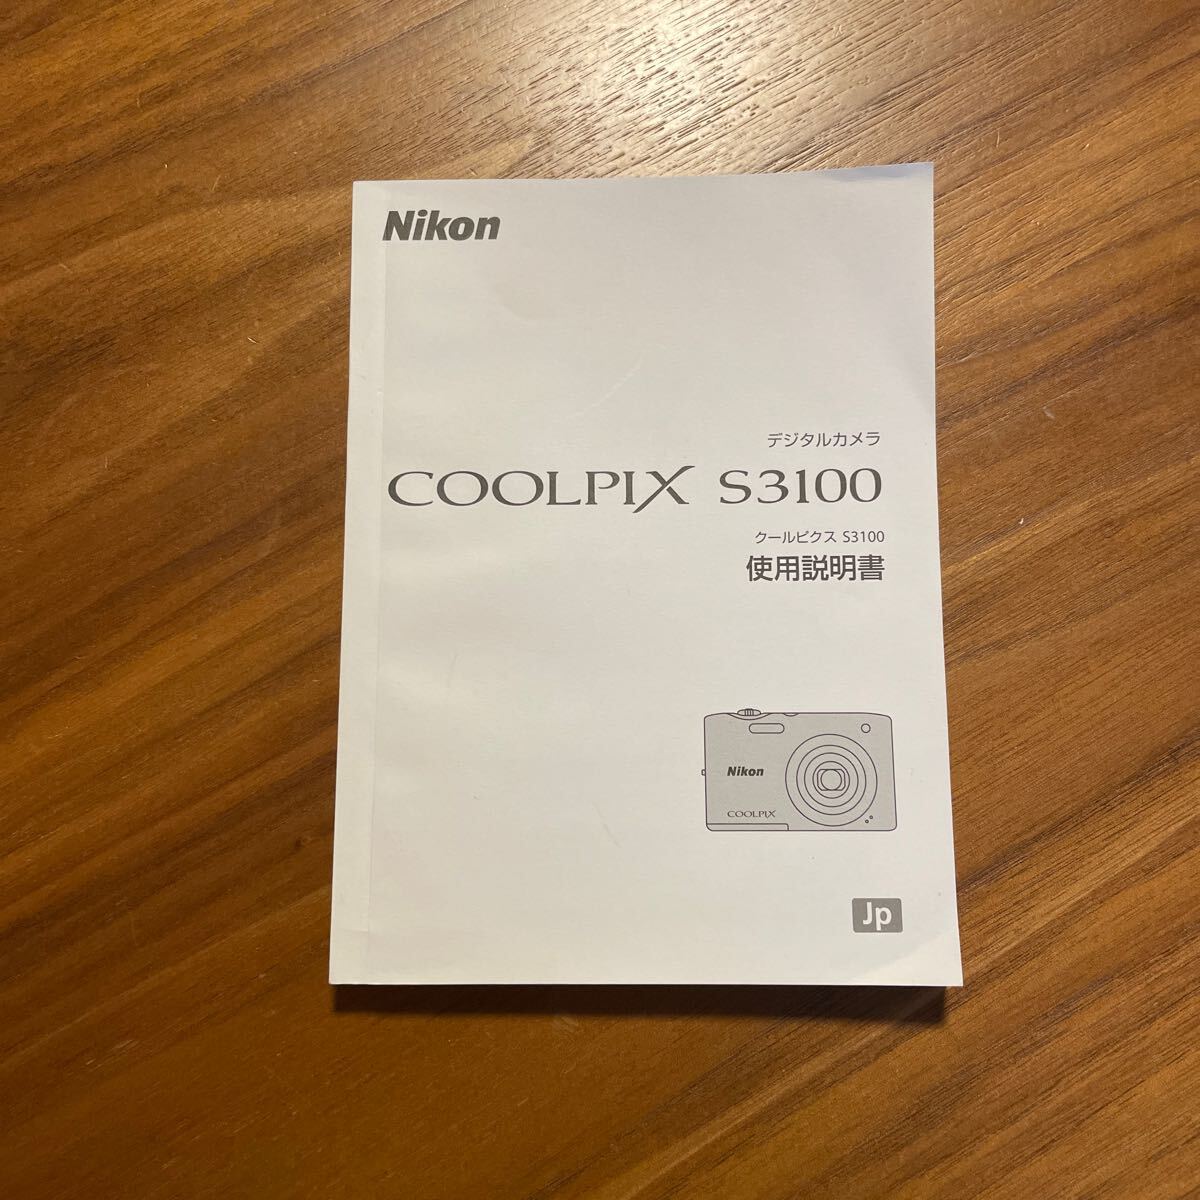 Nikon
デジタルカメラ
COOLPIX S3100
クールピクス S3100
使用説明書
Nikon
COOLPIX
Jp